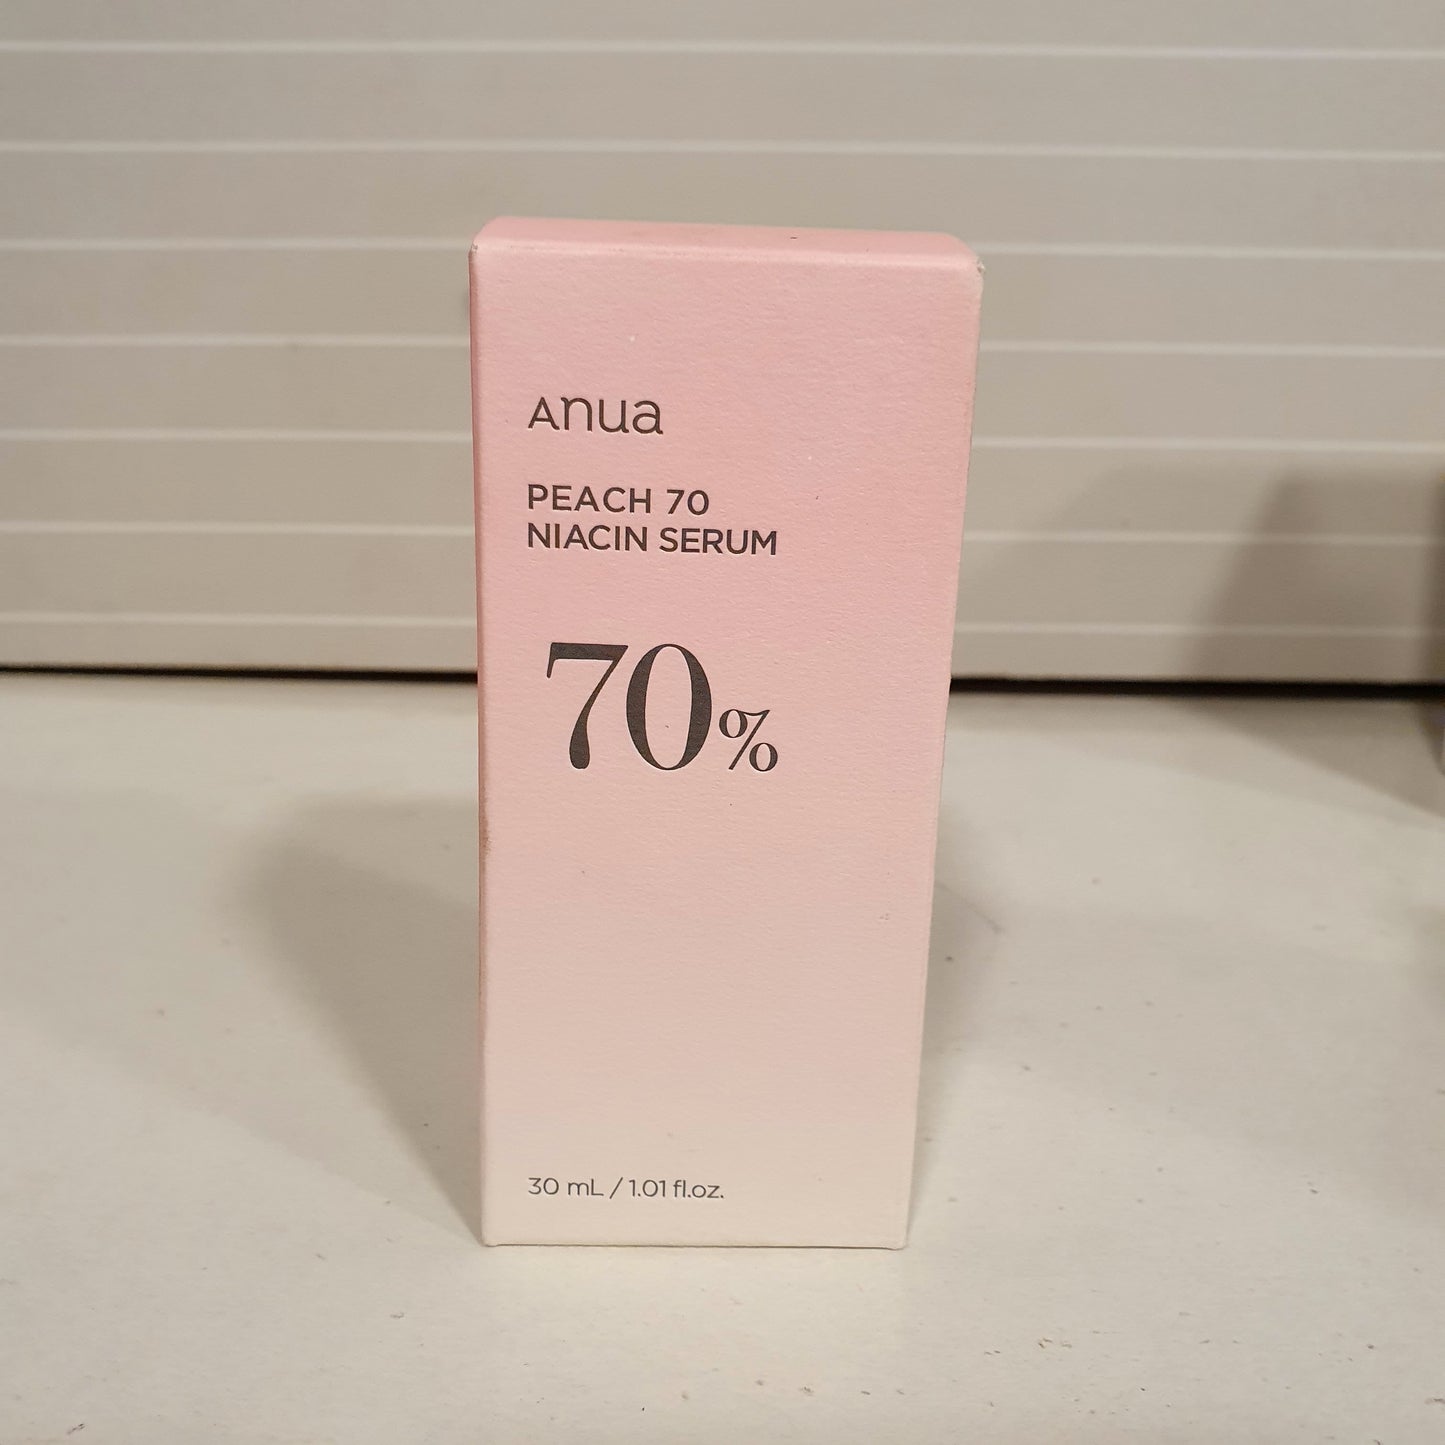 Anua
PEACH 70
NIACIN SERUM
70%
30 mL / 1.01 fl.oz.